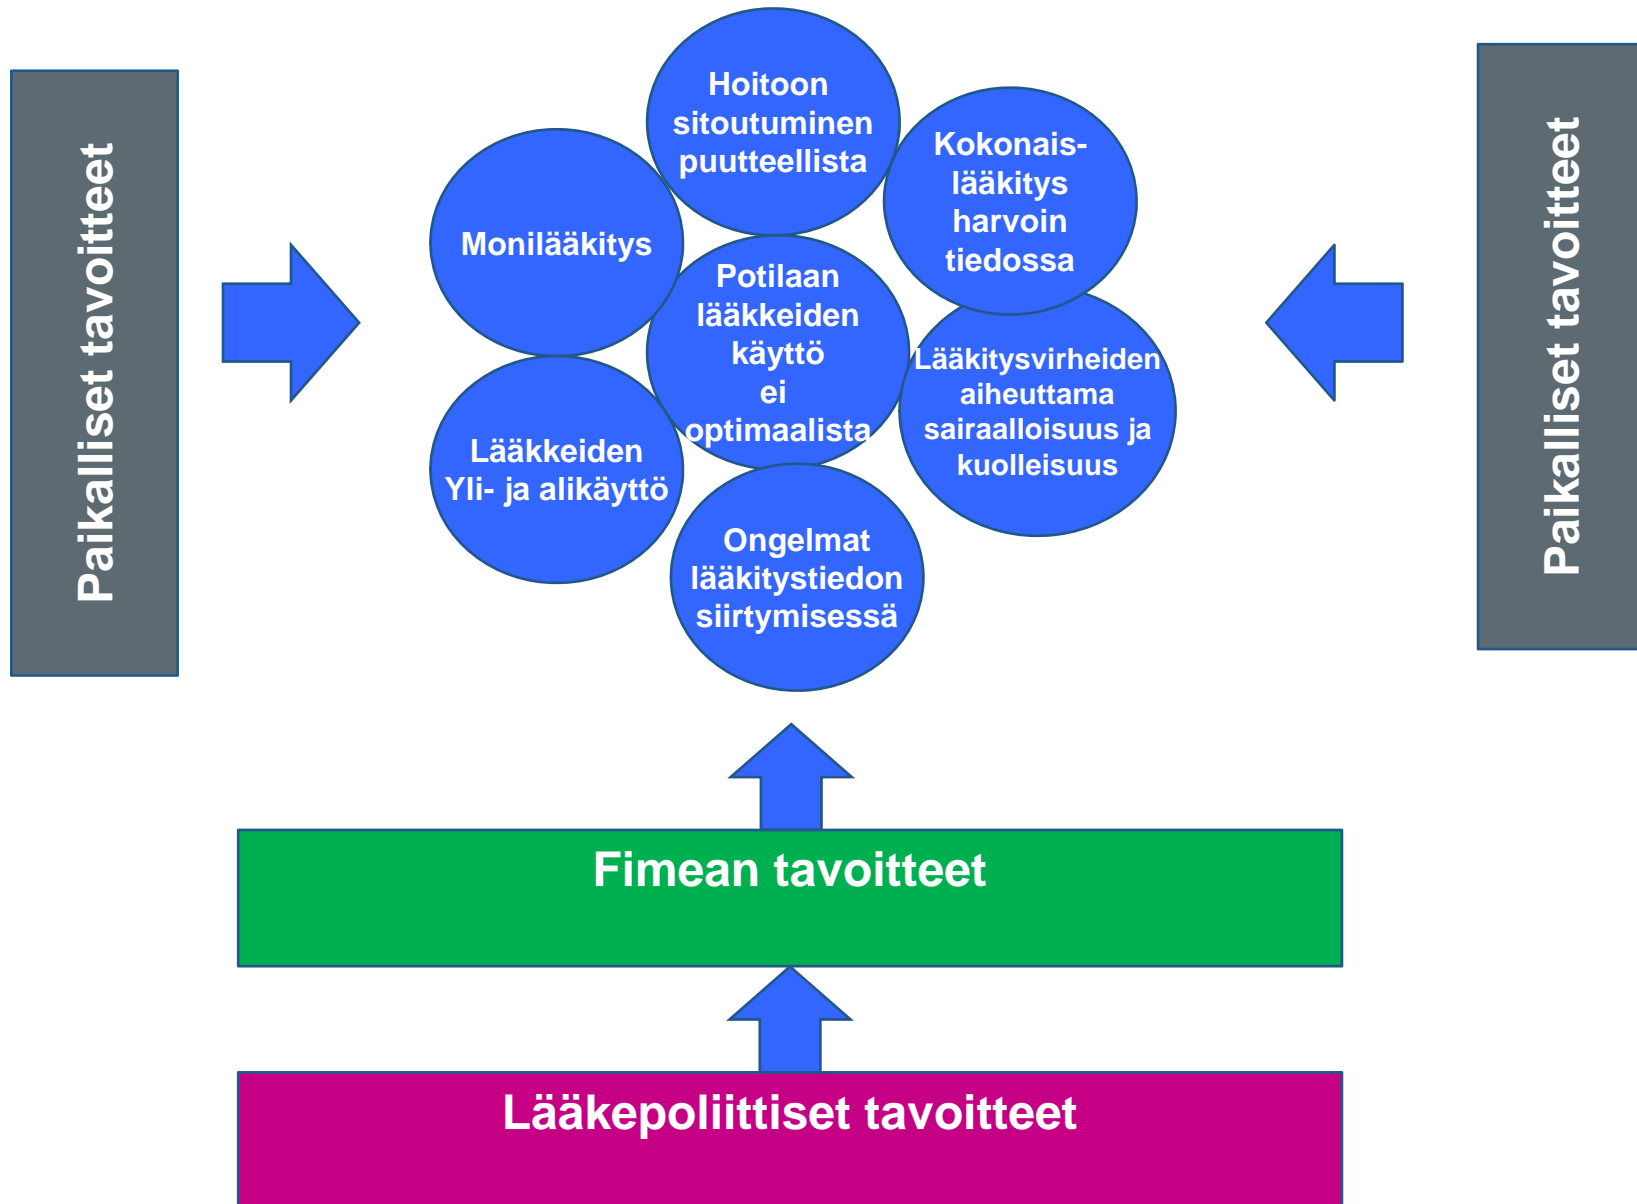 Paikalliset tavoitteet
Hoitoon
sitoutuminen
puutteellista
Kokonais-
lääkitys
harvoin
tiedossa
Monilääkitys
Potilaan
lääkkeiden
käyttö
ei
optimaalista
Lääkitysvirheiden
aiheuttama
sairaalloisuus ja
kuolleisuus
Lääkkeiden
Yli- ja alikäyttö
Ongelmat
lääkitystiedon
siirtymisessä
Paikalliset tavoitteet
Fimean tavoitteet
Lääkepoliittiset tavoitteet